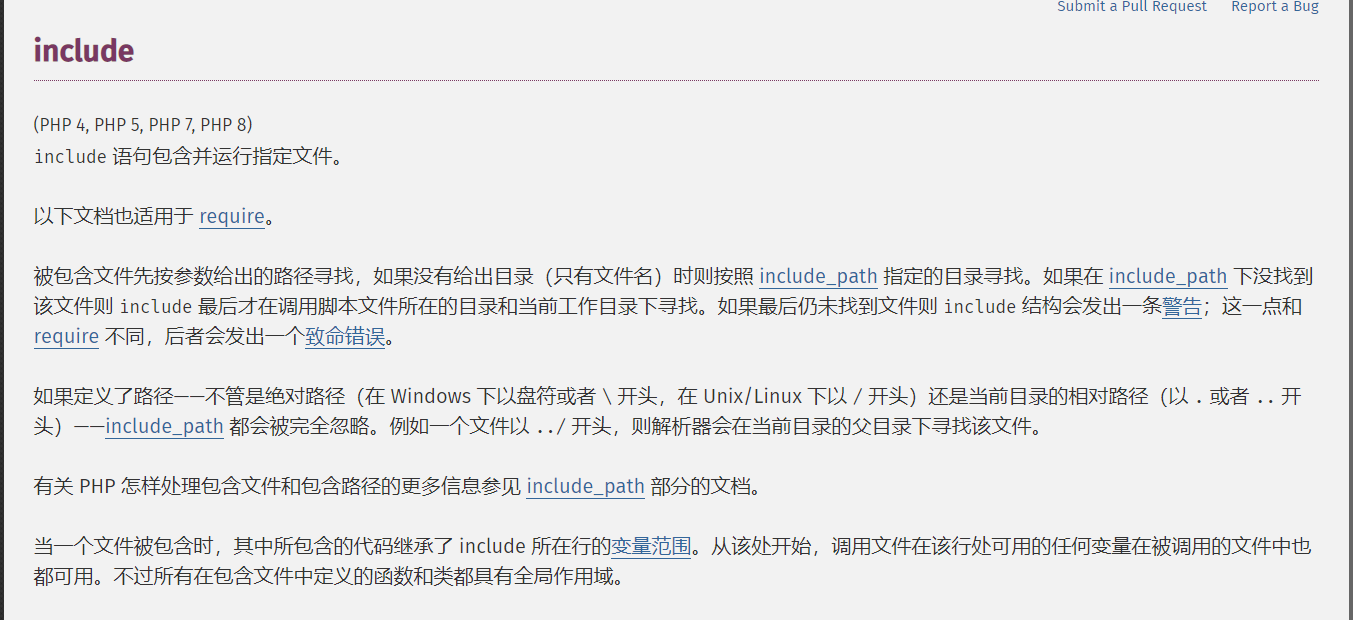 Submit a Pull Request Report a Bug
include
(PHP 4, PHP 5, PHP 7, PHP 8)
include 语句包含并运行指定文件。
以下文档也适用于 require。
被包含文件先按参数给出的路径寻找，如果没有给出目录（只有文件名）时则按照 include_path 指定的目录寻找。如果在 include_path 下没找到
该文件则 include 最后才在调用脚本文件所在的目录和当前工作目录下寻找。如果最后仍未找到文件则 include 结构会发出一条警告；这一点和
require 不同，后者会发出一个致命错误。
如果定义了路径——不管是绝对路径（在 Windows 下以盘符或者 \ 开头，在 Unix/Linux 下以 / 开头）还是当前目录的相对路径（以 . 或者 .. 开
头）——include_path 都会被完全忽略。例如一个文件以 ../ 开头，则解析器会在当前目录的父目录下寻找该文件。
有关 PHP 怎样处理包含文件和包含路径的更多信息参见 include_path 部分的文档。
当一个文件被包含时，其中所包含的代码继承了 include 所在行的变量范围。从该处开始，调用文件在该行处可用的任何变量在被调用的文件中也
都可用。不过所有在包含文件中定义的函数和类都具有全局作用域。